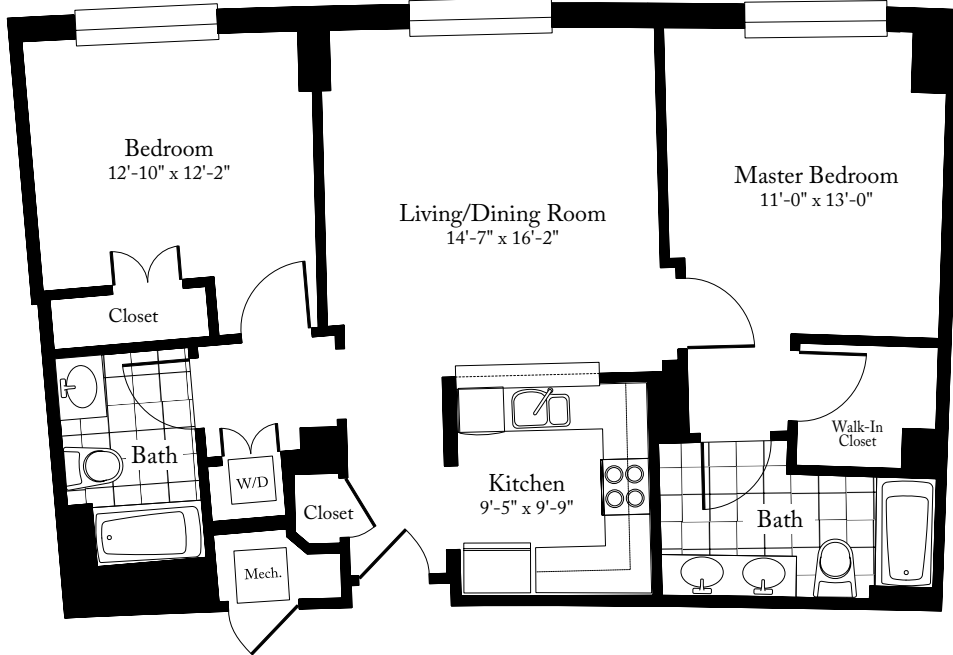 Bedroom
12'-10" x 12'-2"
Living/Dining Room
14'-7" x 16'-2"
Master Bedroom
11'-0" x 13'-0"
Closet
Bath
W/D
Closet
Mech.
Kitchen
9'-5" x 9'-9"
Walk-In
Closet
Bath